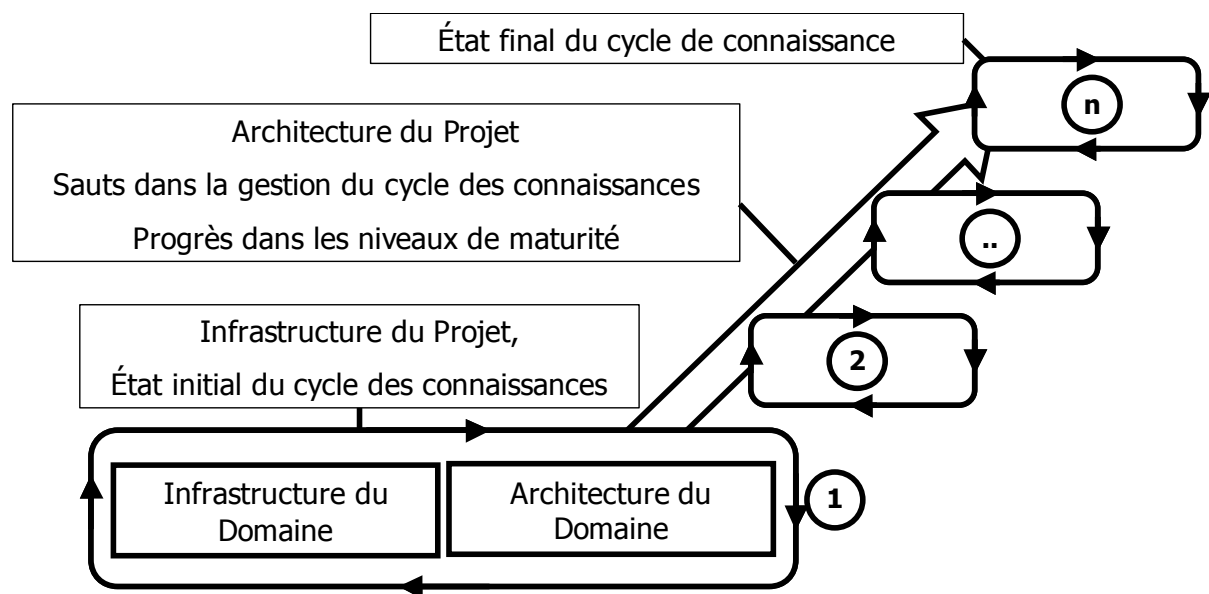 État final du cycle de connaissance
n
Architecture du Projet
Sauts dans la gestion du cycle des connaissances
Progrès dans les niveaux de maturité
..
Infrastructure du Projet,
État initial du cycle des connaissances
2
Infrastructure du
Domaine
Architecture du
Domaine
1